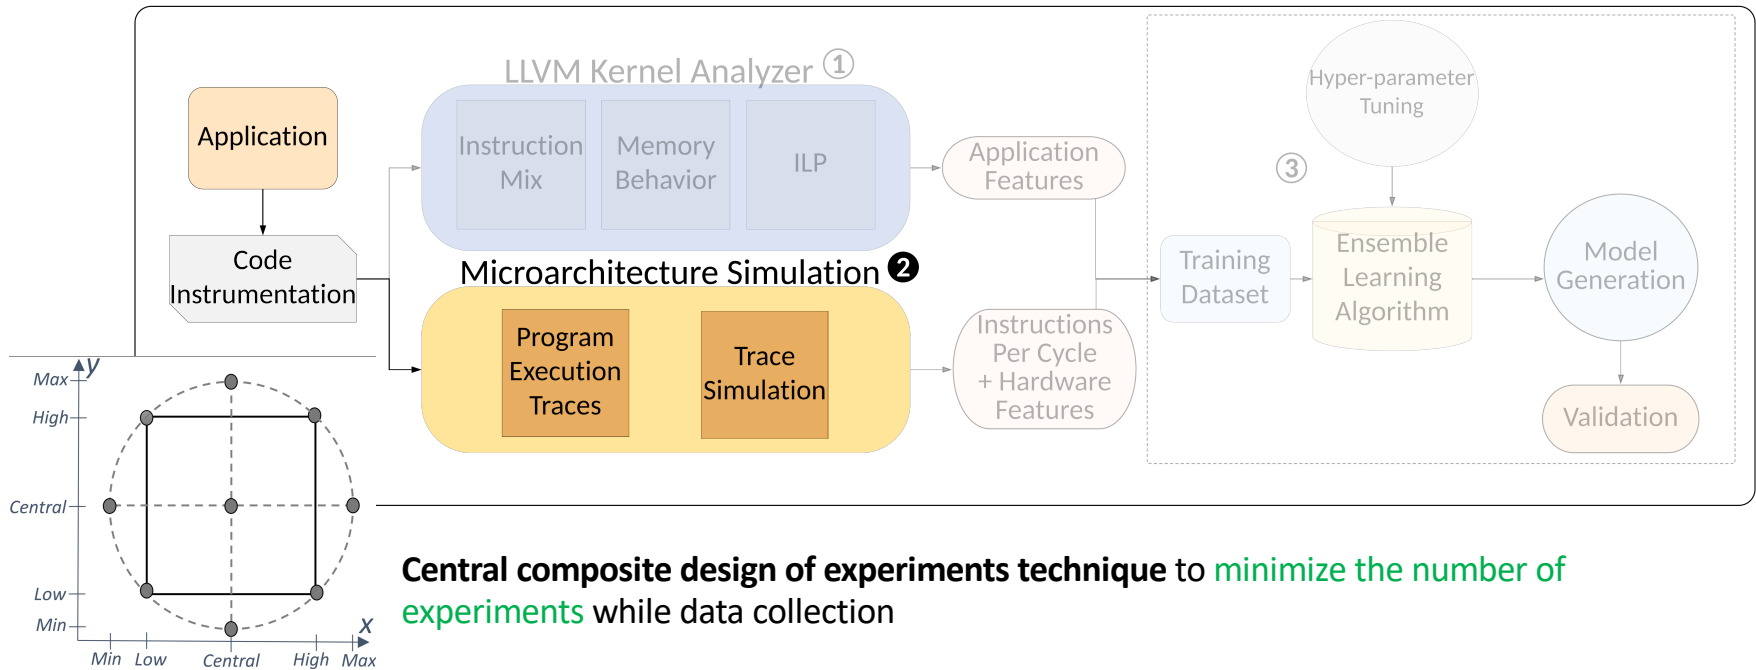 LLVM Kernel Analyzer ①
Application
Instruction
Mix
Memory
Behavior
ILP
Application
Features
Code
Instrumentation
Microarchitecture Simulation ❷
Program
Execution
Traces
Trace
Simulation
Instructions
Per Cycle
+ Hardware
Features
Hyper-parameter
Tuning
③
Training
Dataset
Ensemble
Learning
Algorithm
Model
Generation
Validation
y
Max
High
Central
Low
Min
x
Min Low Central High Max
Central composite design of experiments technique to minimize the number of
experiments while data collection